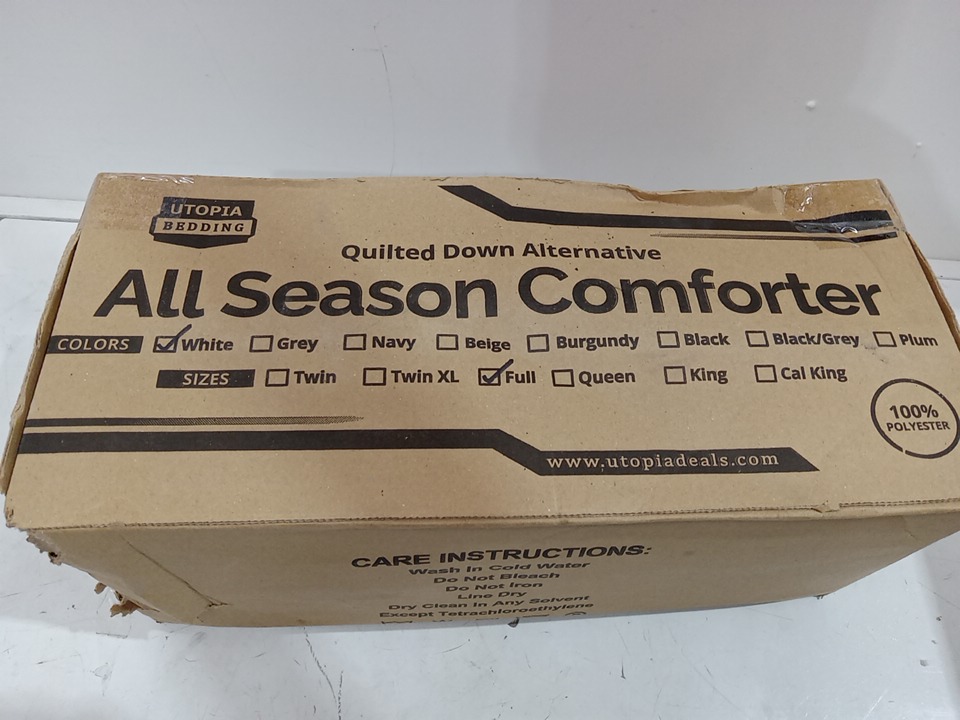 UTOPIA
BEDDING
Quilted Down Alternative
All Season Comforter
COLORS White Grey Navy Beige Burgundy Black Black/Grey Plum
SIZES Twin Twin XL Full Queen King Cal King
100%
POLYESTER
www.utopiadeals.com
CARE INSTRUCTIONS:
Wash In Cold Water
Do Not Bleach
Do Not Iron
Line Dry
Dry Clean In Any Solvent
Except Tetrachloroethylene